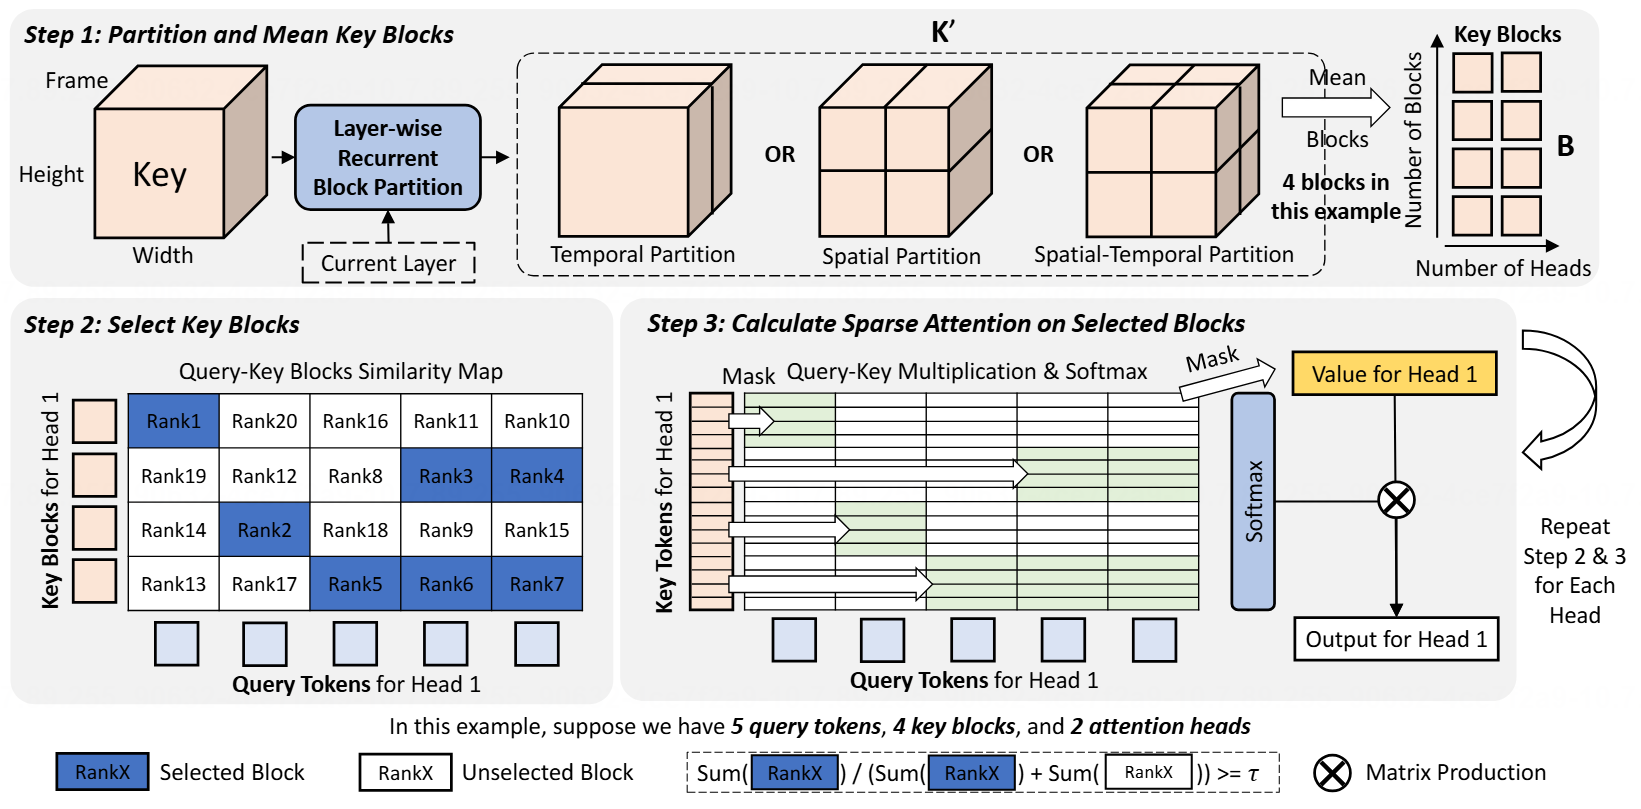 Step 1: Partition and Mean Key Blocks
Frame
Height
Key
Width
Layer-wise
Recurrent
Block Partition
Current Layer
K’
Temporal Partition
OR
Spatial Partition
OR
Spatial-Temporal Partition
Mean
Blocks
4 blocks in
this example
Key Blocks
Number of Blocks
B
Number of Heads
Step 2: Select Key Blocks
Query-Key Blocks Similarity Map
Key Blocks for Head 1
Rank1 Rank20 Rank16 Rank11 Rank10
Rank19 Rank12 Rank8 Rank3 Rank4
Rank14 Rank2 Rank18 Rank9 Rank15
Rank13 Rank17 Rank5 Rank6 Rank7
Query Tokens for Head 1
Step 3: Calculate Sparse Attention on Selected Blocks
Mask
Query-Key Multiplication & Softmax
Mask
Key Tokens for Head 1
Query Tokens for Head 1
Softmax
Value for Head 1
Output for Head 1
Repeat
Step 2 & 3
for Each
Head
In this example, suppose we have 5 query tokens, 4 key blocks, and 2 attention heads
RankX Selected Block
RankX Unselected Block
Sum( RankX ) / (Sum( RankX ) + Sum( RankX )) >= τ
Matrix Production